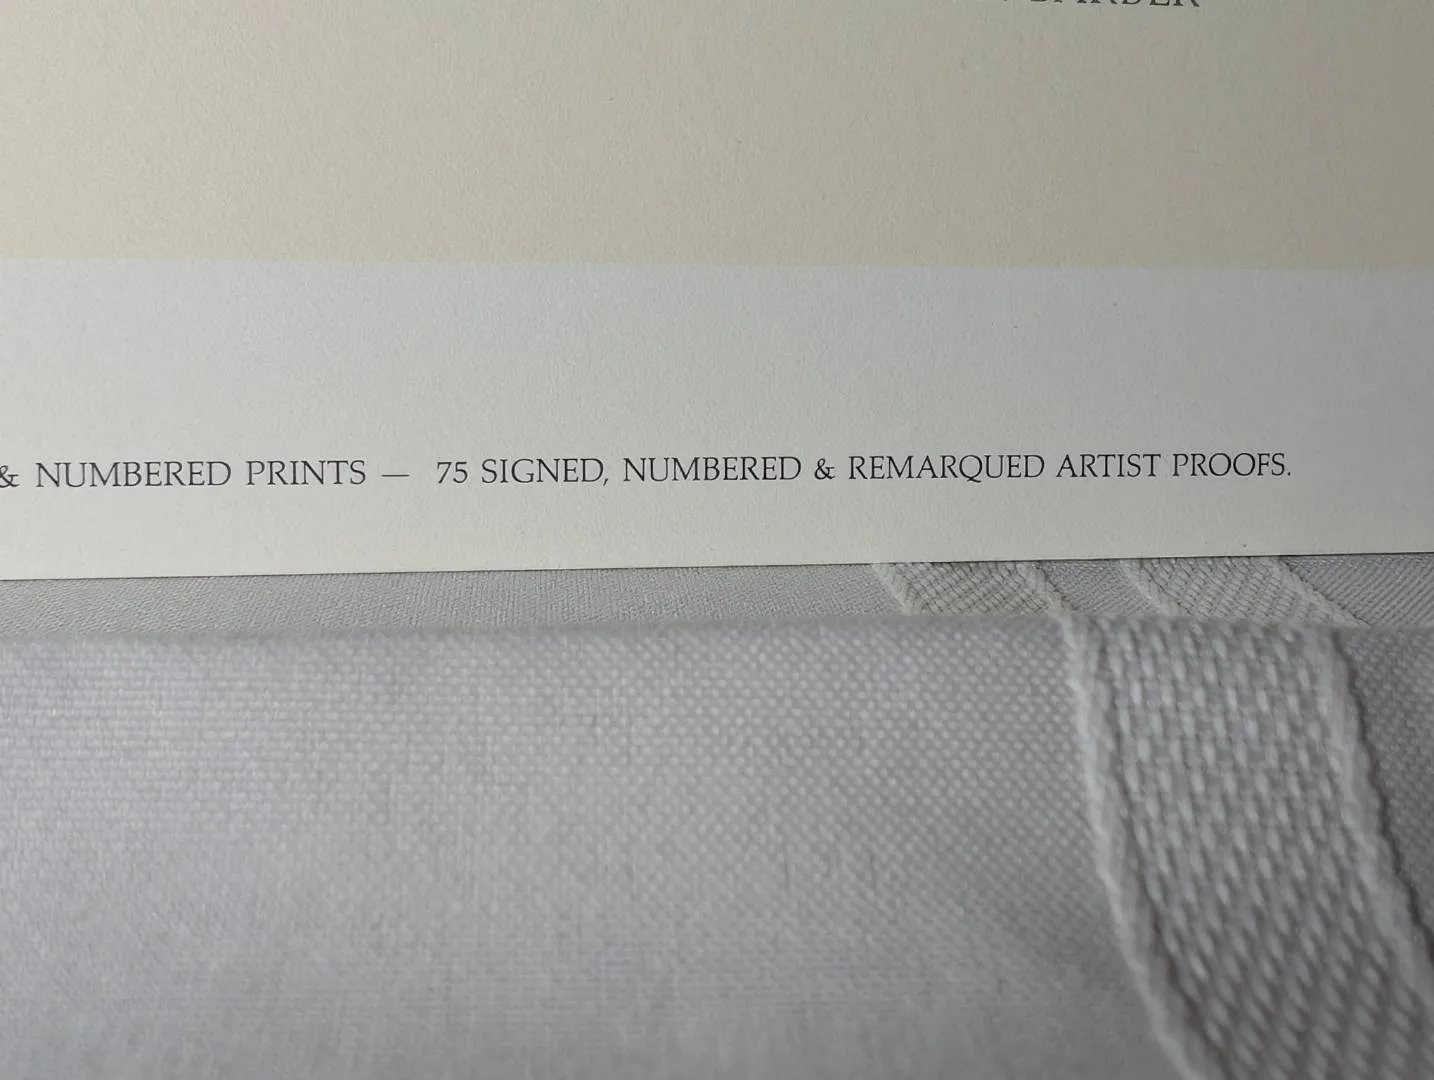 & NUMBERED PRINTS — 75 SIGNED, NUMBERED & REMARQUED ARTIST PROOFS.